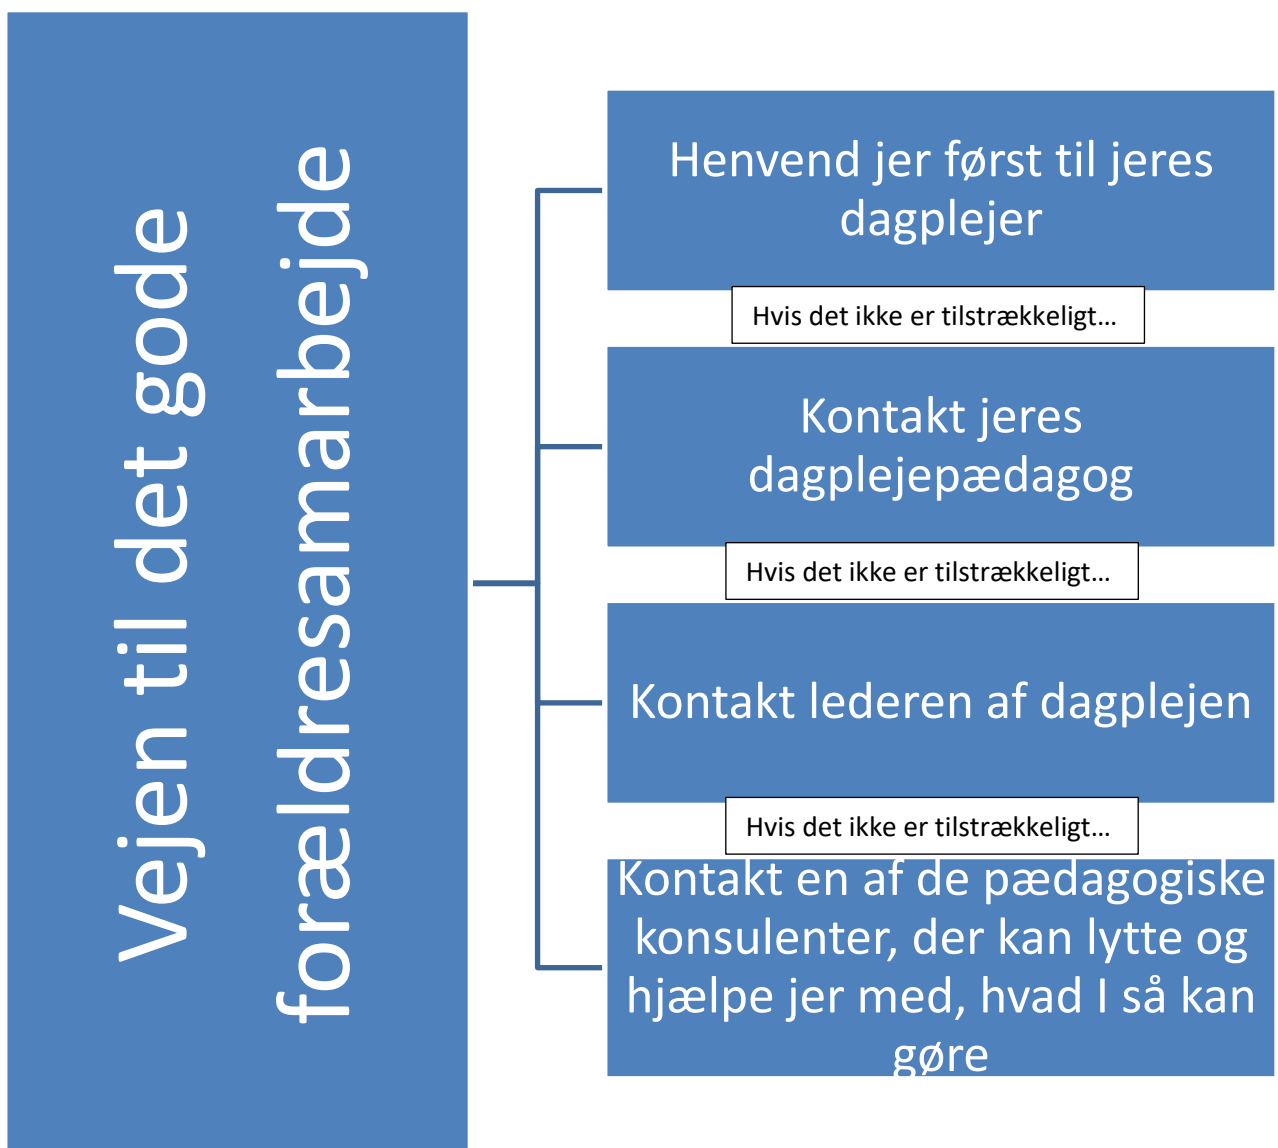 Vejen til det gode
forældresamarbejde
Henvend jer først til jeres
dagplejer
Hvis det ikke er tilstrækkeligt...
Kontakt jeres
dagplejepædagog
Hvis det ikke er tilstrækkeligt...
Kontakt lederen af dagplejen
Hvis det ikke er tilstrækkeligt...
Kontakt en af de pædagogiske
konsulenter, der kan lytte og
hjælpe jer med, hvad I så kan
gøre